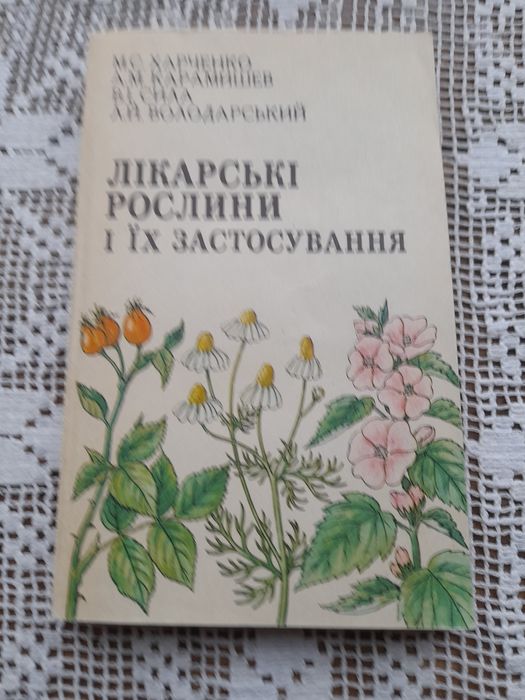 М.С. ХАРЧЕНКО
А.М. КАРАМИШЕВ
В.І. СИЛА
Л.Й. ВОЛОДАРСЬКИЙ
ЛІКАРСЬКІ
РОСЛИНИ
І ЇХ ЗАСТОСУВАННЯ